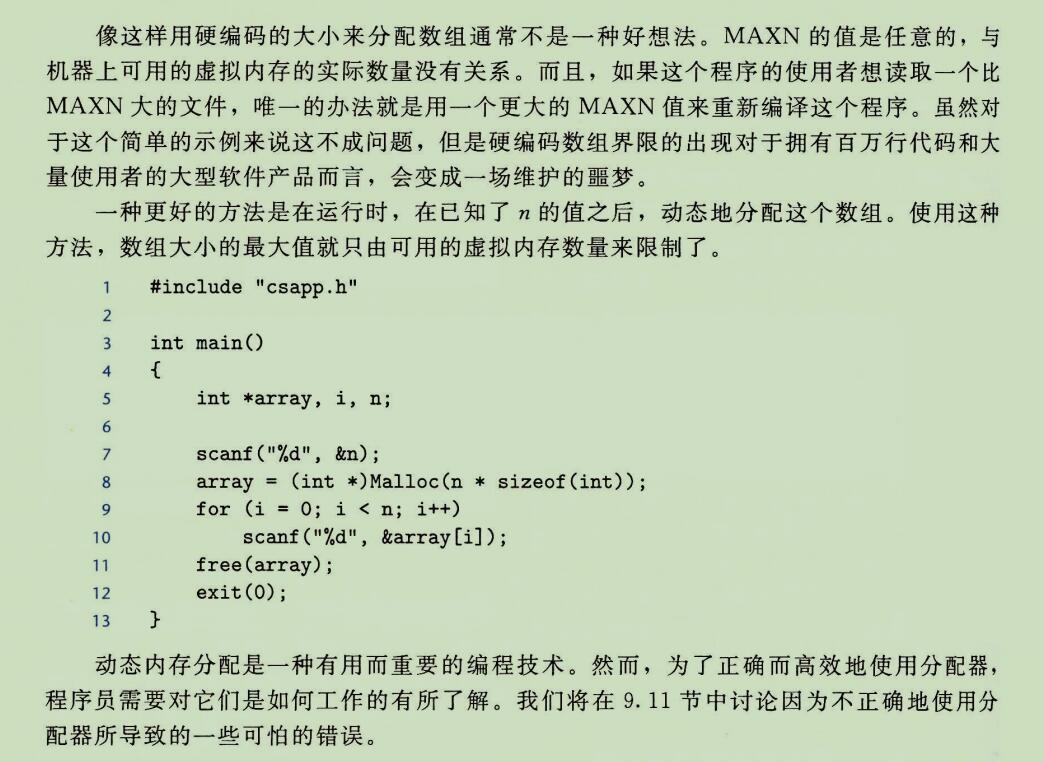 像这样用硬编码的大小来分配数组通常不是一种好想法。MAXN 的值是任意的，与
机器上可用的虚拟内存的实际数量没有关系。而且，如果这个程序的使用者想读取一个比
MAXN 大的文件，唯一的办法就是用一个更大的 MAXN 值来重新编译这个程序。虽然对
于这个简单的示例来说这不成问题，但是硬编码数组界限的出现对于拥有百万行代码和大
量使用者的大型软件产品而言，会变成一场维护的噩梦。
一种更好的方法是在运行时，在已知了 n 的值之后，动态地分配这个数组。使用这种
方法，数组大小的最大值就只由可用的虚拟内存数量来限制了。
1 #include "csapp.h"
2
3 int main()
4 {
5     int *array, i, n;
6
7     scanf("%d", &n);
8     array = (int *)Malloc(n * sizeof(int));
9     for (i = 0; i < n; i++)
10         scanf("%d", &array[i]);
11     free(array);
12     exit(0);
13 }
动态内存分配是一种有用而重要的编程技术。然而，为了正确而高效地使用分配器，
程序员需要对它们是如何工作的有所了解。我们将在 9.11 节中讨论因为不正确地使用分
配器所导致的一些可怕的错误。